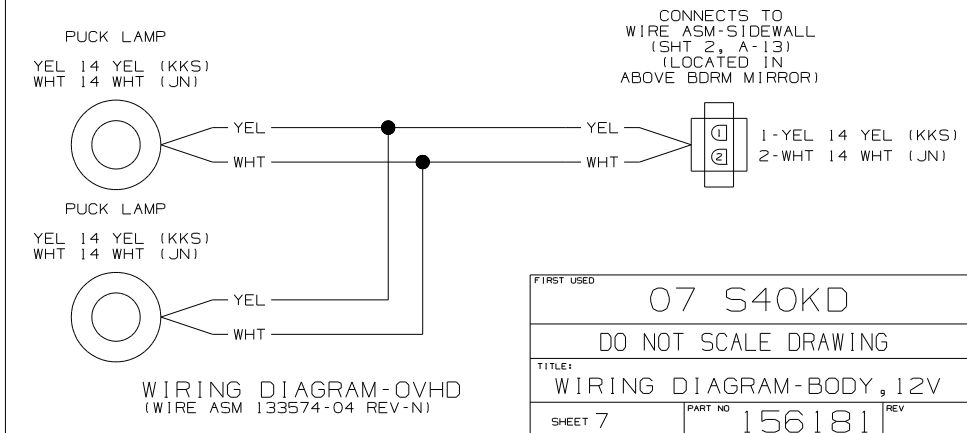 PUCK LAMP
YEL 14 YEL (KKS)
WHT 14 WHT (JN)
YEL
WHT
CONNECTS TO
WIRE ASM-SIDEWALL
(SHT 2, A-13)
(LOCATED IN
ABOVE BDRM MIRROR)
YEL
WHT
1
2
1-YEL 14 YEL (KKS)
2-WHT 14 WHT (JN)
PUCK LAMP
YEL 14 YEL (KKS)
WHT 14 WHT (JN)
YEL
WHT
WIRING DIAGRAM-OVHD
(WIRE ASM 133574-04 REV-N)
FIRST USED
07 S40KD
DO NOT SCALE DRAWING
TITLE:
WIRING DIAGRAM-BODY, 12V
SHEET 7
PART NO 156181
REV